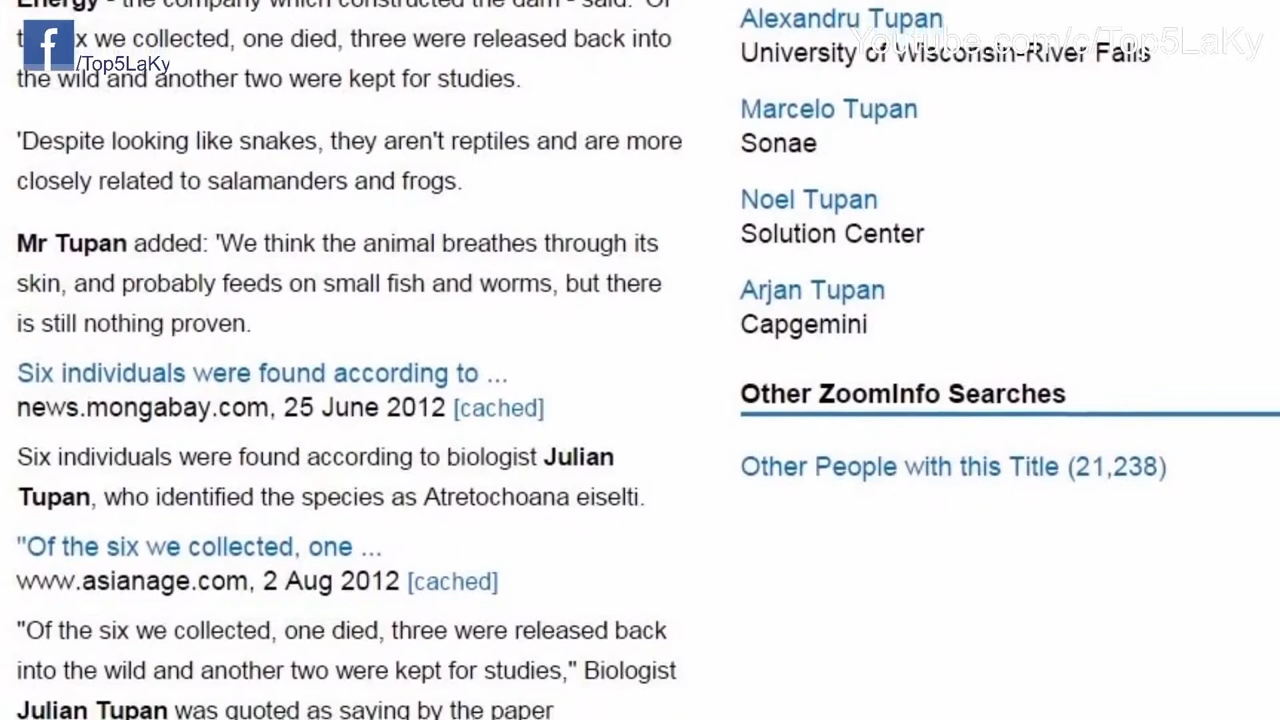 Energy - the company which constructed the dam - said: 'Of
x we collected, one died, three were released back into
the wild and another two were kept for studies.
f /Top5LaKy
'Despite looking like snakes, they aren't reptiles and are more
closely related to salamanders and frogs.
Mr Tupan added: 'We think the animal breathes through its
skin, and probably feeds on small fish and worms, but there
is still nothing proven.
Six individuals were found according to ...
news.mongabay.com, 25 June 2012 [cached]
Six individuals were found according to biologist Julian
Tupan, who identified the species as Atretochoana eiselti.
"Of the six we collected, one ...
www.asianage.com, 2 Aug 2012 [cached]
"Of the six we collected, one died, three were released back
into the wild and another two were kept for studies," Biologist
Julian Tupan was quoted as saying by the paper
Alexandru Tupan
University of Wisconsin-River Falls
Youtube.com/c/Top5LaKy
Marcelo Tupan
Sonae
Noel Tupan
Solution Center
Arjan Tupan
Capgemini
Other ZoomInfo Searches
Other People with this Title (21,238)